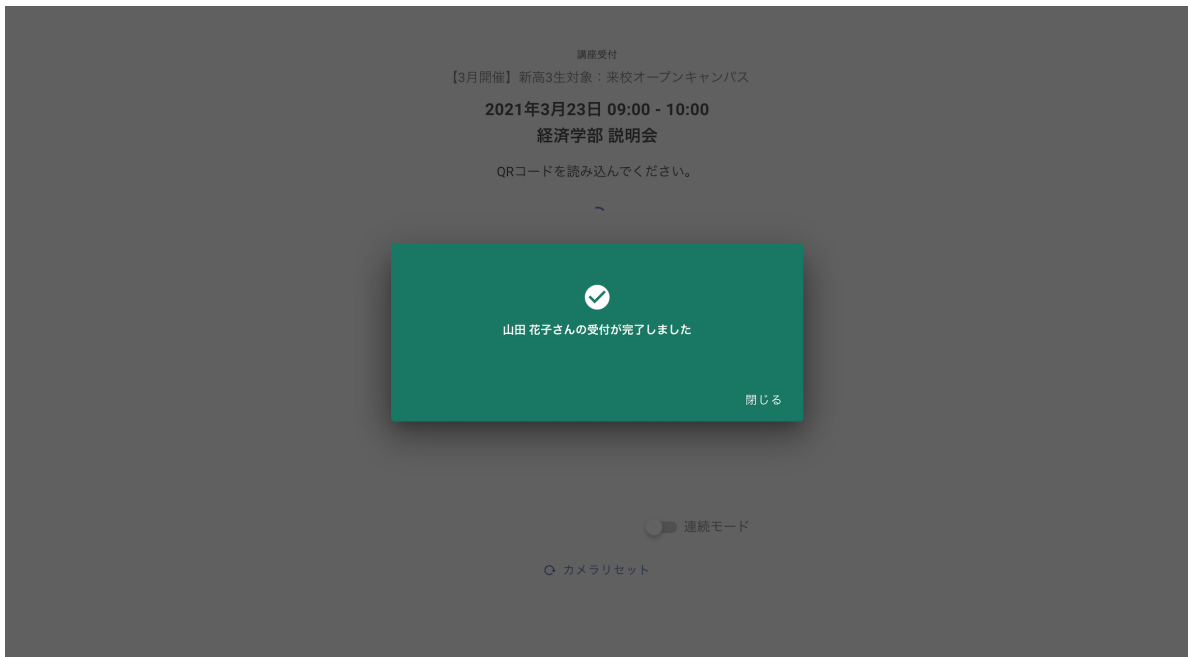 講座受付
【3月開催】新高3生対象：来校オープンキャンパス
2021年3月23日 09:00 - 10:00
経済学部 説明会
QRコードを読み込んでください。
山田 花子さんの受付が完了しました
閉じる
連続モード
カメラリセット